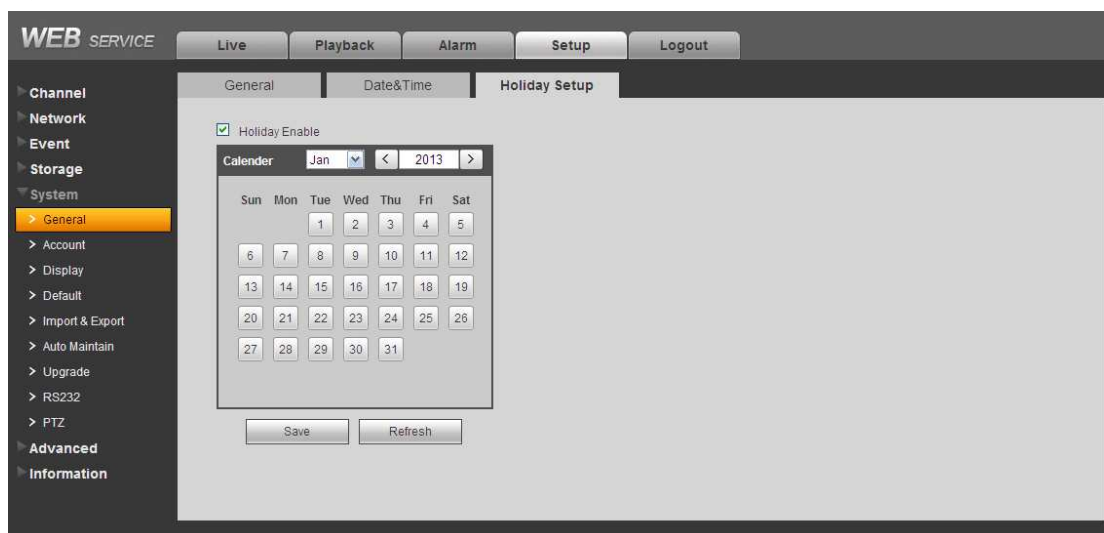 WEB SERVICE
Live Playback Alarm Setup Logout
General Date&Time Holiday Setup
Channel
Network
Event
Storage
System
> General
> Account
> Display
> Default
> Import & Export
> Auto Maintain
> Upgrade
> RS232
> PTZ
Advanced
Information
Holiday Enable
Calender Jan < 2013 >
Sun Mon Tue Wed Thu Fri Sat
1 2 3 4 5
6 7 8 9 10 11 12
13 14 15 16 17 18 19
20 21 22 23 24 25 26
27 28 29 30 31
Save Refresh